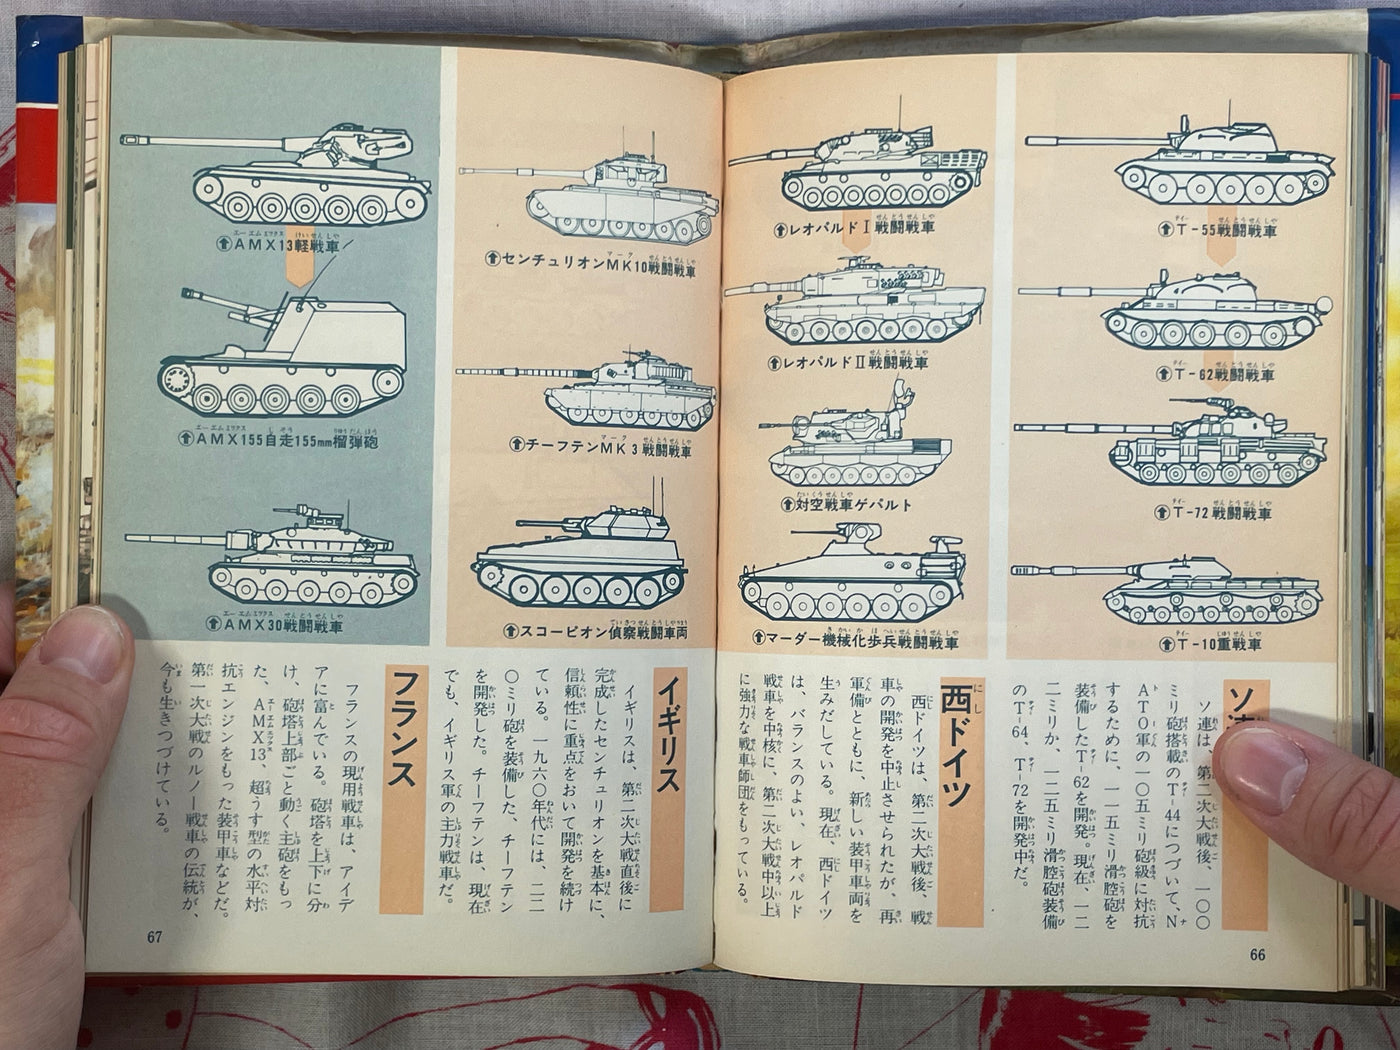 T-55戦闘戦車
T-62戦闘戦車
T-72戦闘戦車
T-10重戦車
レオパルドⅠ戦闘戦車
レオパルドⅡ戦闘戦車
対空戦車ゲパルト
マーダー機械化歩兵戦闘戦車
ソ連
ソ連は、第二次大戦後、一〇〇
ミリ砲搭載のT-44につづいて、N
ATO軍の一〇五ミリ砲級に対抗
するために、一一五ミリ滑腔砲を
装備したT-62を開発。現在、一二
二ミリか、一二五ミリ滑腔砲装備
のT-64、T-72を開発中だ。
西ドイツ
西ドイツは、第二次大戦後、戦
車の開発を中止させられたが、再
軍備とともに、新しい装甲車両を
生みだしている。現在、西ドイツ
は、バランスのよい、レオパルド
戦車を中核に、第二次大戦中以上
に強力な戦車師団をもっている。
66
センチュリオンMK10戦闘戦車
チーフテンMK3戦闘戦車
スコーピオン偵察戦闘車両
AMX13軽戦車
AMX155自走155mm榴弾砲
AMX30戦闘戦車
イギリス
イギリスは、第二次大戦直後に
完成したセンチュリオンを基本に、
信頼性に重点をおいて開発を続け
ている。一九六〇年代には、一二
〇ミリ砲を装備した、チーフテン
を開発した。チーフテンは、現在
でも、イギリス軍の主力戦車だ。
フランス
フランスの現用戦車は、アイデ
アに富んでいる。砲塔を上下に分
け、砲塔上部ごと動く主砲をもっ
た、AMX13、超うす型の水平対
抗エンジンをもった装甲車などだ。
第一次大戦のルノー戦車の伝統が、
今も生きつづけている。
67